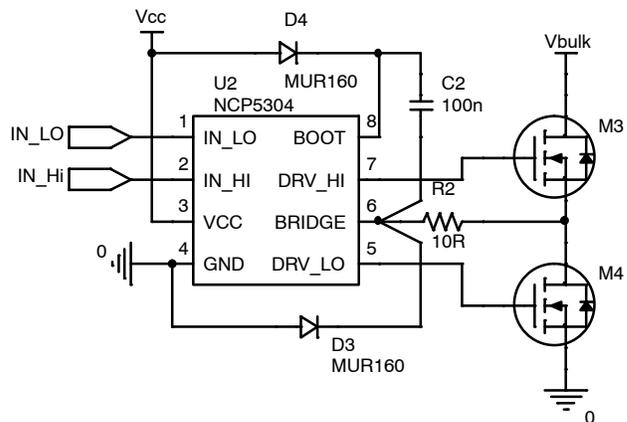 Vcc
D4
Vbulk
U2
MUR160
C2
NCP5304
100n
M3
IN_LO
1
IN_LO
BOOT
8
IN_Hi
2
IN_HI
DRV_HI
7
R2
3
VCC
BRIDGE
6
10R
0
4
GND
DRV_LO
5
M4
D3
MUR160
0